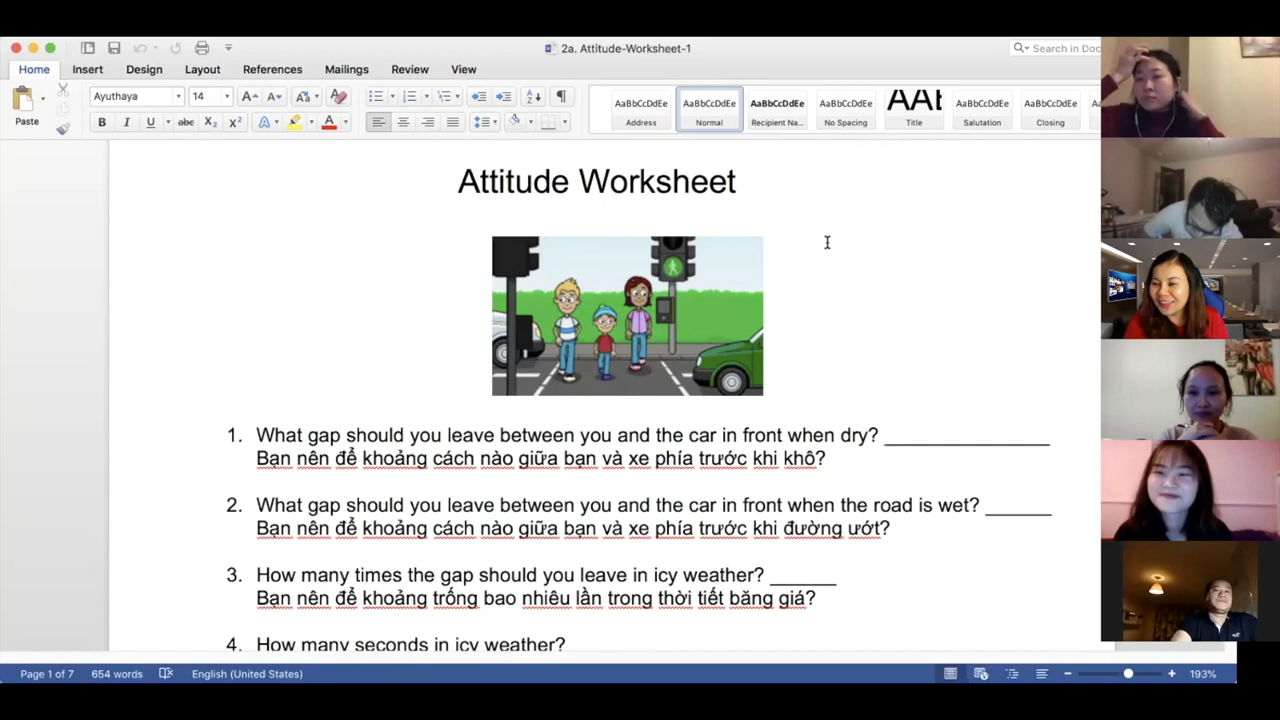 2a. Attitude-Worksheet-1
Search in Doc
Home Insert Design Layout References Mailings Review View
Paste
Ayuthaya 14
AaBbCcDdEe AaBbCcDdEe AaBbCcDdEe AaBbCcDdEe AaBbCcDdEe AaBbCcDdEe
Address Normal Recipient Na... No Spacing Title Salutation Closing
Attitude Worksheet
1. What gap should you leave between you and the car in front when dry? _______________
Bạn nên để khoảng cách nào giữa bạn và xe phía trước khi khô?
2. What gap should you leave between you and the car in front when the road is wet? ______
Bạn nên để khoảng cách nào giữa bạn và xe phía trước khi đường ướt?
3. How many times the gap should you leave in icy weather? ______
Bạn nên để khoảng trống bao nhiêu lần trong thời tiết băng giá?
4. How many seconds in icy weather?
Page 1 of 7 654 words English (United States) 193%